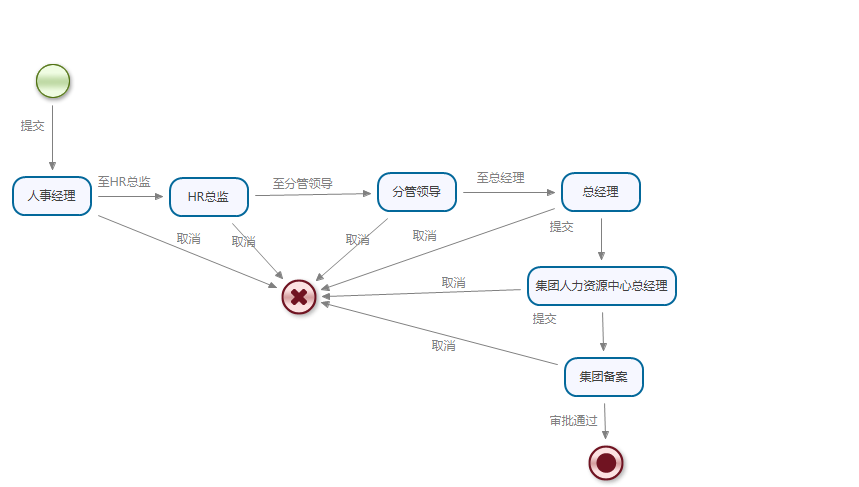 提交
人事经理
至HR总监
HR总监
至分管领导
分管领导
至总经理
总经理
取消
取消
取消
取消
提交
取消
集团人力资源中心总经理
提交
取消
集团备案
审批通过